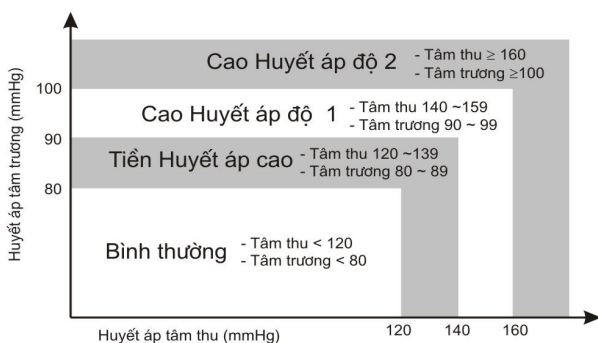 Huyết áp tâm trương (mmHg)
Cao Huyết áp độ 2
- Tâm thu ≥ 160
- Tâm trương ≥100
100
Cao Huyết áp độ 1
- Tâm thu 140 ~159
- Tâm trương 90 ~ 99
90
Tiền Huyết áp cao
- Tâm thu 120 ~139
- Tâm trương 80 ~ 89
80
Bình thường
- Tâm thu < 120
- Tâm trương < 80
Huyết áp tâm thu (mmHg)
120
140
160